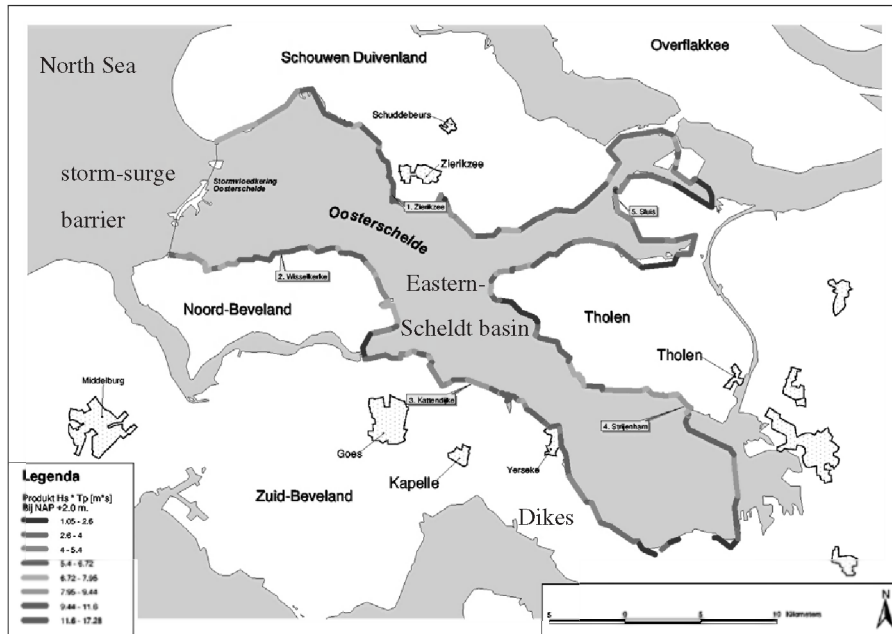 North Sea
Schouwen Duivenland
Overflakkee
Schuddebeurs
Zierikzee
storm-surge
barrier
Stormvloedkering
Oosterschelde
1. Zierikzee
5. Sluis
Oosterschelde
2. Wisselkerke
Eastern-
Scheldt basin
Noord-Beveland
Tholen
Tholen
Middelburg
3. Kattendijke
4. Strijenham
Goes
Kapelle
Yerseke
Zuid-Beveland
Dikes
Legenda
Produkt Hs * Tp [m*s]
Bij NAP +2.0 m.
1.05 - 2.6
2.6 - 4
4 - 5.4
5.4 - 6.72
6.72 - 7.95
7.95 - 9.44
9.44 - 11.6
11.6 - 17.28
5 0 5 10 Kilometers
N